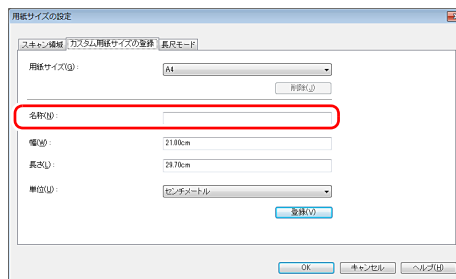 用紙サイズの設定
スキャン領域 カスタム用紙サイズの登録 長尺モード
用紙サイズ(G): A4
削除(J)
名称(N):
幅(W): 21.00cm
長さ(L): 29.70cm
単位(U): センチメートル
登録(V)
OK キャンセル ヘルプ(H)